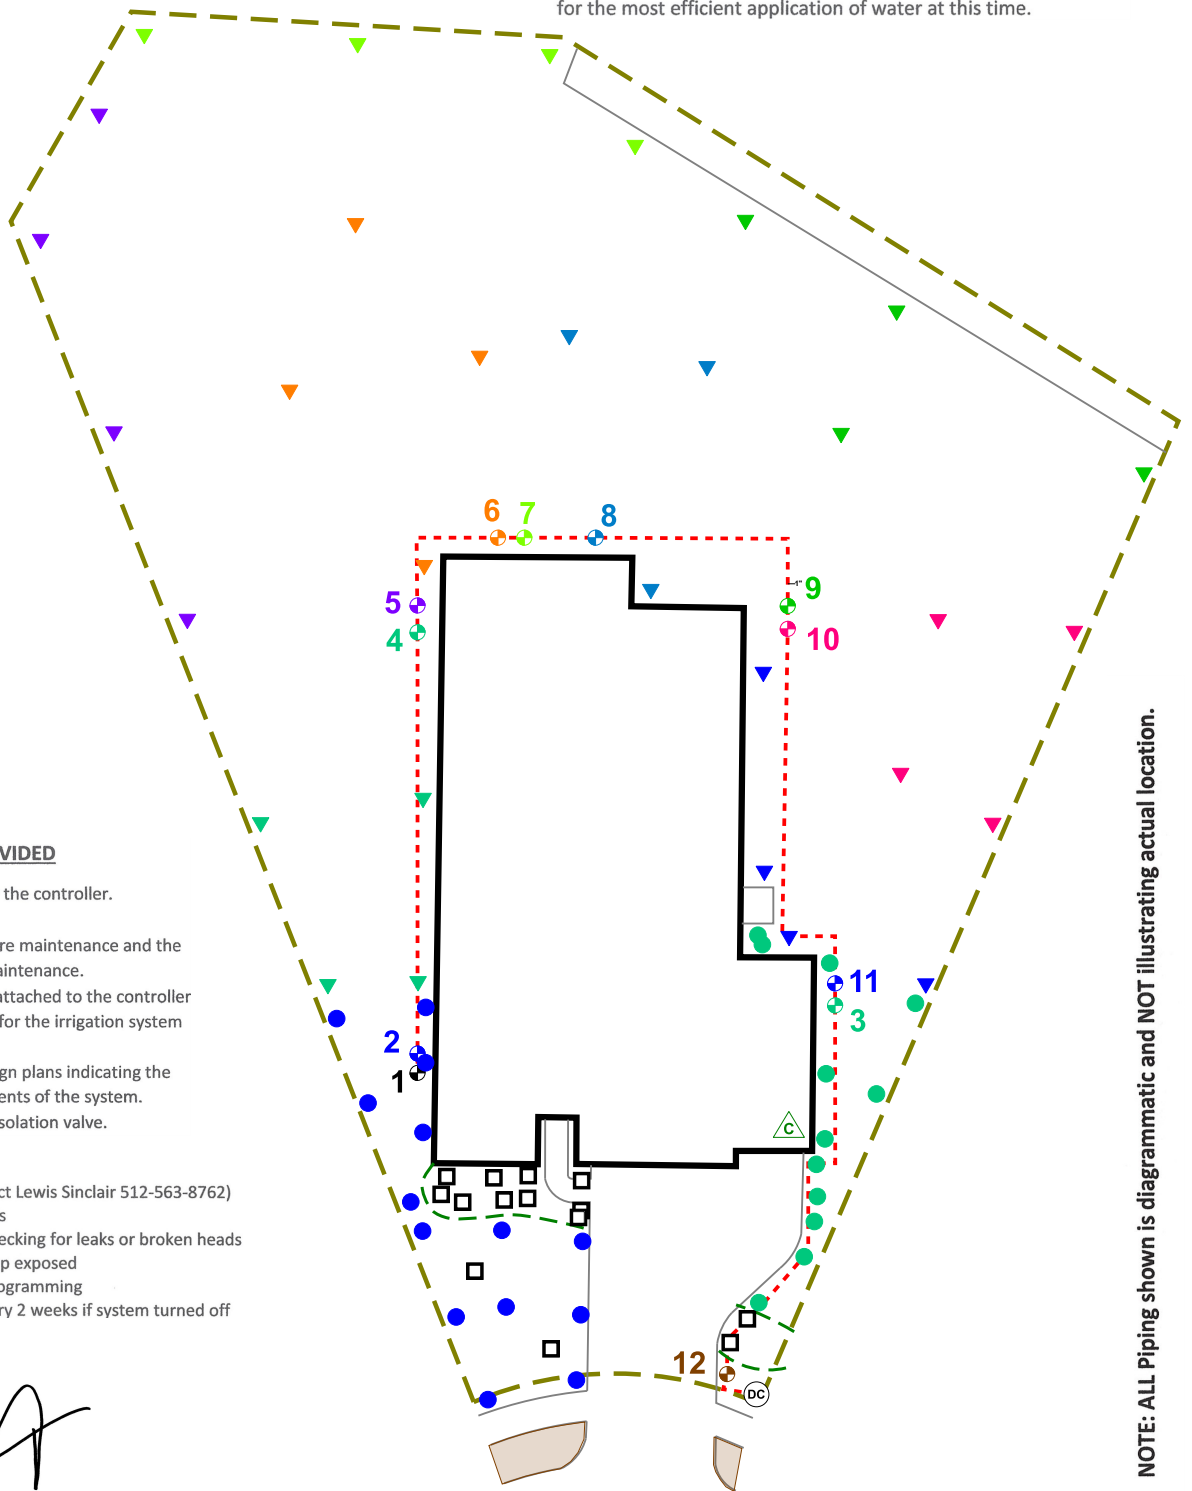 for the most efficient application of water at this time.
6
7
8
5
4
1"
9
10
VIDED
the controller.
re maintenance and the
aintenance.
attached to the controller
for the irrigation system
gn plans indicating the
ents of the system.
solation valve.
ct Lewis Sinclair 512-563-8762)
s
ecking for leaks or broken heads
p exposed
ogramming
ry 2 weeks if system turned off
2
1
11
3
C
12
DC
NOTE: ALL Piping shown is diagrammatic and NOT illustrating actual location.